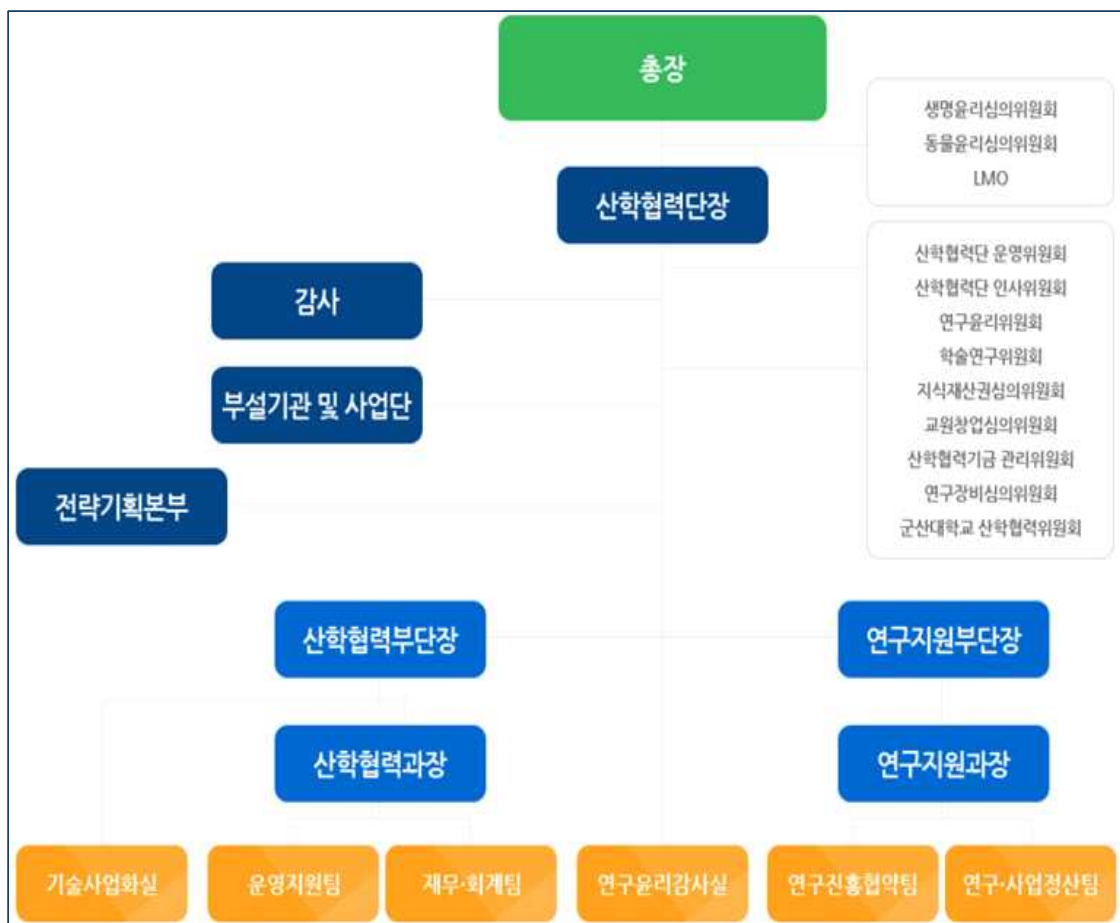 총장
생명윤리심의위원회
동물윤리심의위원회
LMO
산학협력단장
산학협력단 운영위원회
산학협력단 인사위원회
연구윤리위원회
학술연구위원회
지식재산권심의위원회
교원창업심의위원회
산학협력기금 관리위원회
연구장비심의위원회
군산대학교 산학협력위원회
감사
부설기관 및 사업단
전략기획본부
산학협력부단장
연구지원부단장
산학협력과장
연구지원과장
기술사업화실
운영지원팀
재무·회계팀
연구윤리감사실
연구진흥협약팀
연구·사업정산팀